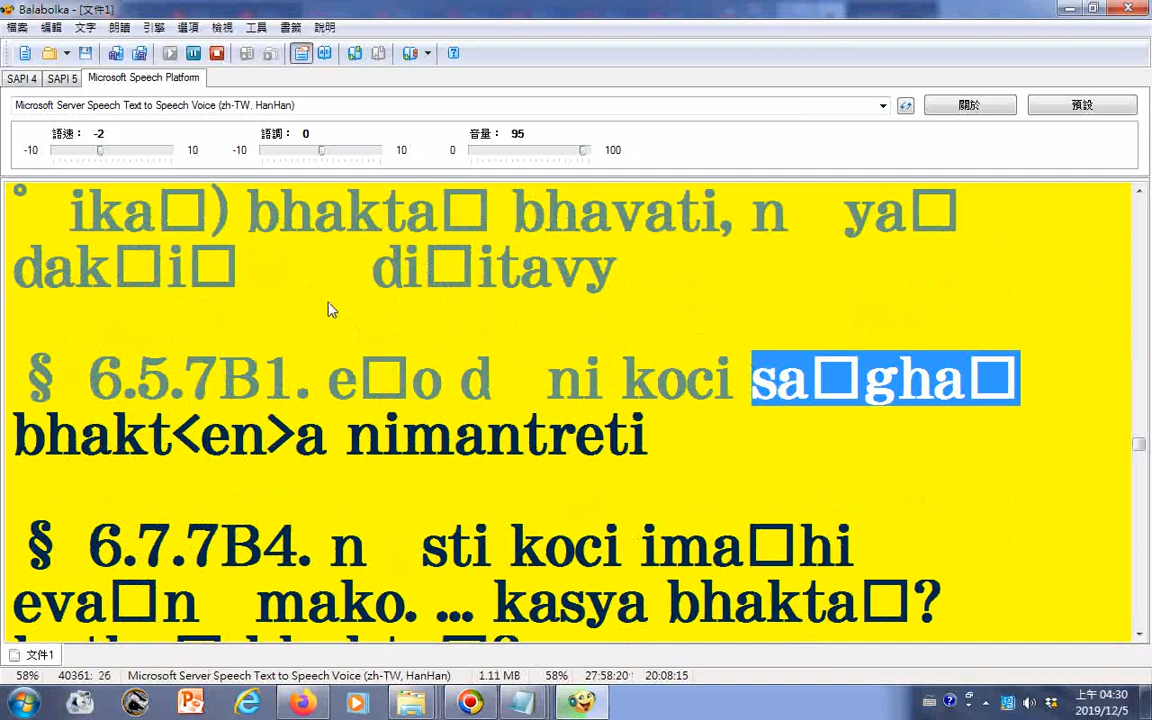 Balabolka - [文件1]
檔案 編輯 文字 朗讀 引擎 選項 檢視 工具 書籤 說明
SAPI 4 SAPI 5 Microsoft Speech Platform
Microsoft Server Speech Text to Speech Voice (zh-TW, HanHan) 關於 預設
語速： -2 語調： 0 音量： 95
-10 10 -10 10 0 100
° ika□) bhakta□ bhavati, n ya□
dak□i□ di□itavy
§ 6.5.7B1. e□o d ni koci sa□gha□
bhakt<en>a nimantreti
§ 6.7.7B4. n sti koci ima□hi
eva□n mako. ... kasya bhakta□?
文件1
58% 40361: 26 Microsoft Server Speech Text to Speech Voice (zh-TW, HanHan) 1.11 MB 58% 27:58:20 20:08:15
上午 04:30
2019/12/5